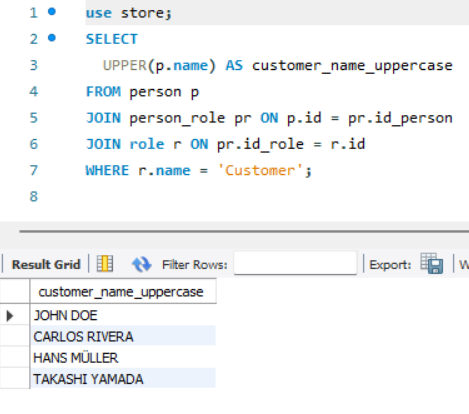 1 use store;
2 SELECT
3 UPPER(p.name) AS customer_name_uppercase
4 FROM person p
5 JOIN person_role pr ON p.id = pr.id_person
6 JOIN role r ON pr.id_role = r.id
7 WHERE r.name = 'Customer';
8
Result Grid Filter Rows: Export: W
customer_name_uppercase
JOHN DOE
CARLOS RIVERA
HANS MÜLLER
TAKASHI YAMADA